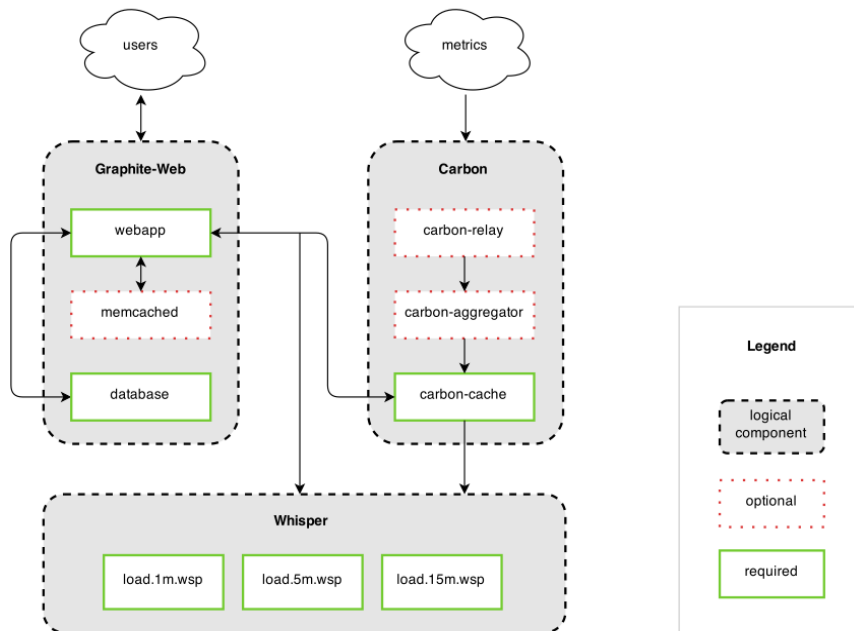 users
metrics
Graphite-Web
Carbon
webapp
carbon-relay
memcached
carbon-aggregator
database
carbon-cache
Whisper
load.1m.wsp
load.5m.wsp
load.15m.wsp
Legend
logical
component
optional
required